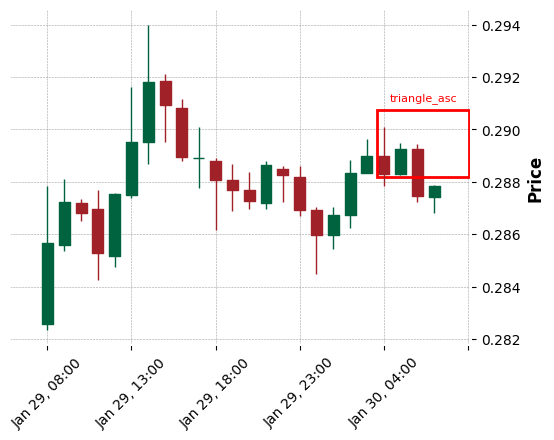 triangle_asc
0.294
0.292
0.290
0.288
0.286
0.284
0.282
Price
Jan 29, 08:00
Jan 29, 13:00
Jan 29, 18:00
Jan 29, 23:00
Jan 30, 04:00